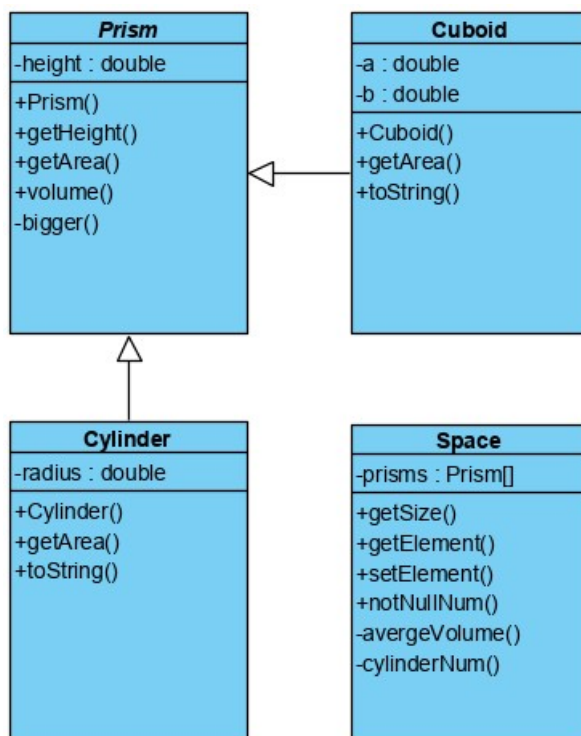 Prism
-height : double
+Prism()
+getHeight()
+getArea()
+volume()
-bigger()
Cuboid
-a : double
-b : double
+Cuboid()
+getArea()
+toString()
Cylinder
-radius : double
+Cylinder()
+getArea()
+toString()
Space
-prisms : Prism[]
+getSize()
+getElement()
+setElement()
+notNullNum()
-avergeVolume()
-cylinderNum()